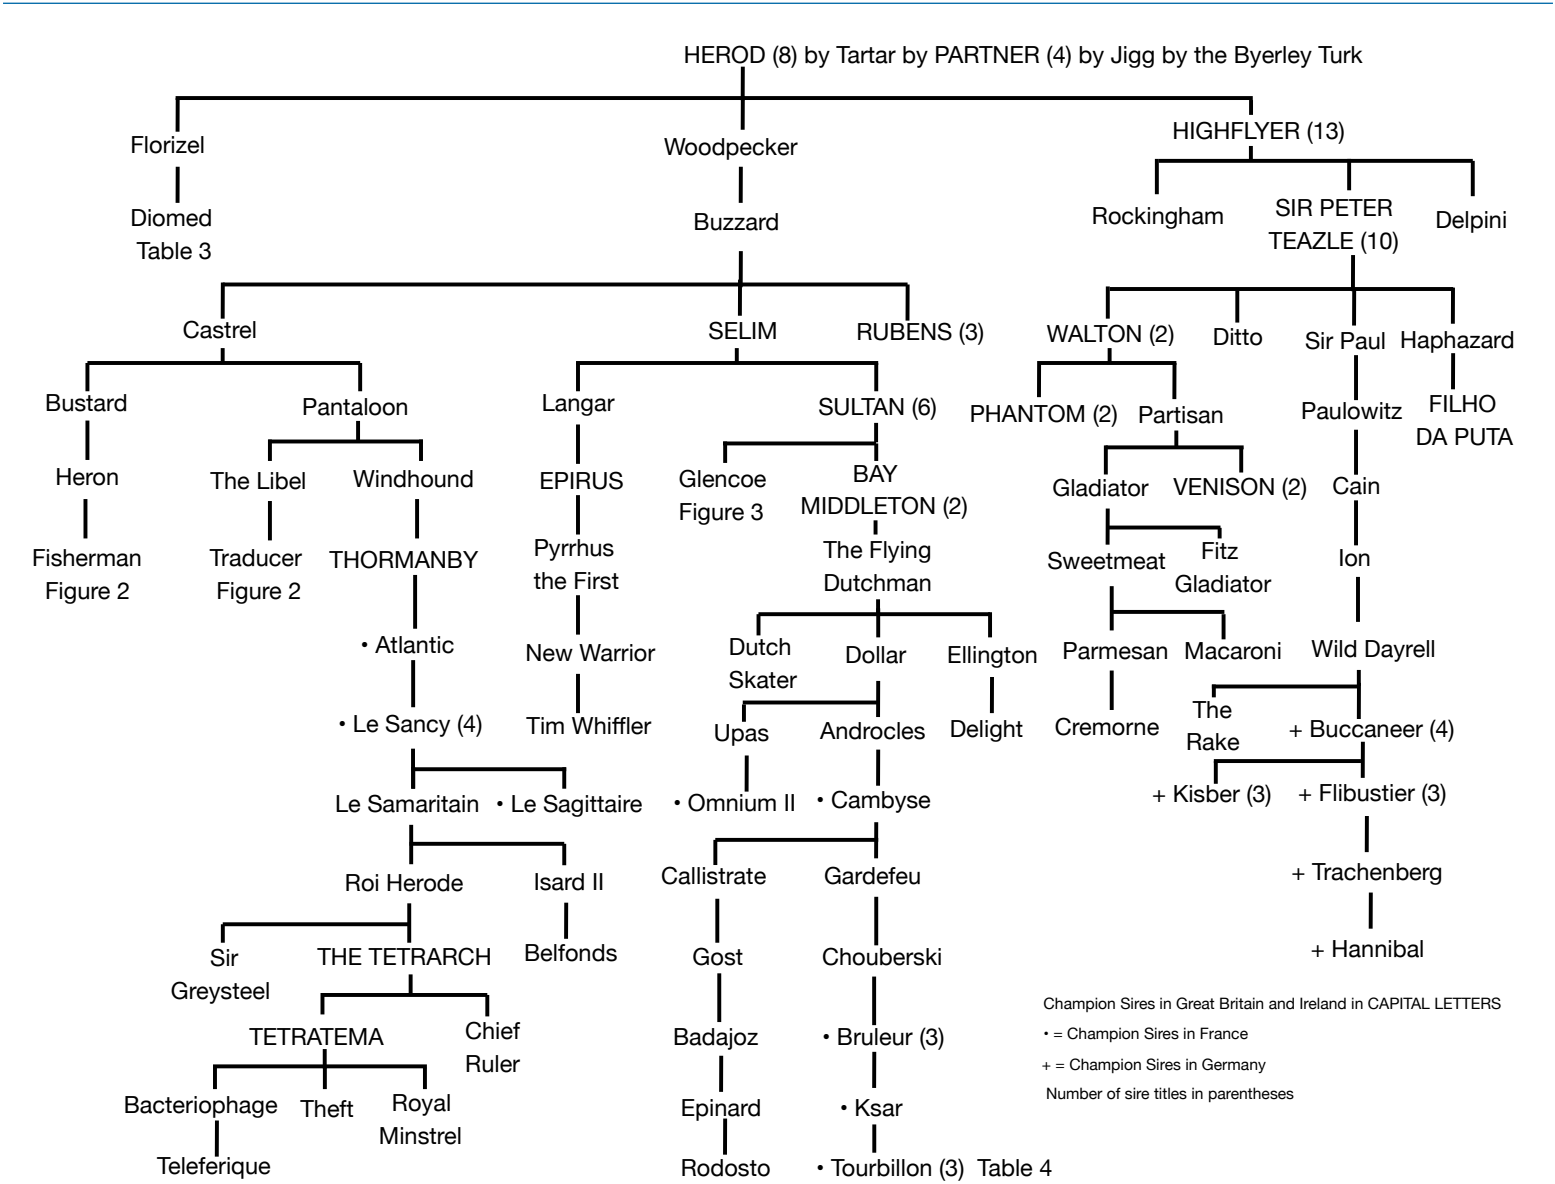 HEROD (8) by Tartar by PARTNER (4) by Jigg by the Byerley Turk
Florizel
Woodpecker
HIGHFLYER (13)
Diomed
Table 3
Buzzard
Rockingham
SIR PETER
TEAZLE (10)
Delpini
Castrel
SELIM
RUBENS (3)
WALTON (2)
Ditto
Sir Paul
Haphazard
Bustard
Pantaloon
Langar
SULTAN (6)
PHANTOM (2)
Partisan
Paulowitz
FILHO
DA PUTA
Heron
The Libel
Windhound
EPIRUS
Glencoe
Figure 3
BAY
MIDDLETON (2)
Gladiator
VENISON (2)
Cain
Fisherman
Figure 2
Traducer
Figure 2
THORMANBY
Pyrrhus
the First
The Flying
Dutchman
Sweetmeat
Fitz
Gladiator
Ion
• Atlantic
New Warrior
Dutch
Skater
Dollar
Ellington
Parmesan
Macaroni
Wild Dayrell
• Le Sancy (4)
Tim Whiffler
Upas
Androcles
Delight
Cremorne
The
Rake
+ Buccaneer (4)
Le Samaritain
• Le Sagittaire
• Omnium II
• Cambyse
+ Kisber (3)
+ Flibustier (3)
Roi Herode
Isard II
Callistrate
Gardefeu
+ Trachenberg
Sir
Greysteel
THE TETRARCH
Belfonds
Gost
Chouberski
+ Hannibal
TETRATEMA
Chief
Ruler
Badajoz
• Bruleur (3)
Champion Sires in Great Britain and Ireland in CAPITAL LETTERS
• = Champion Sires in France
+ = Champion Sires in Germany
Number of sire titles in parentheses
Bacteriophage
Theft
Royal
Minstrel
Epinard
• Ksar
Teleferique
Rodosto
• Tourbillon (3) Table 4